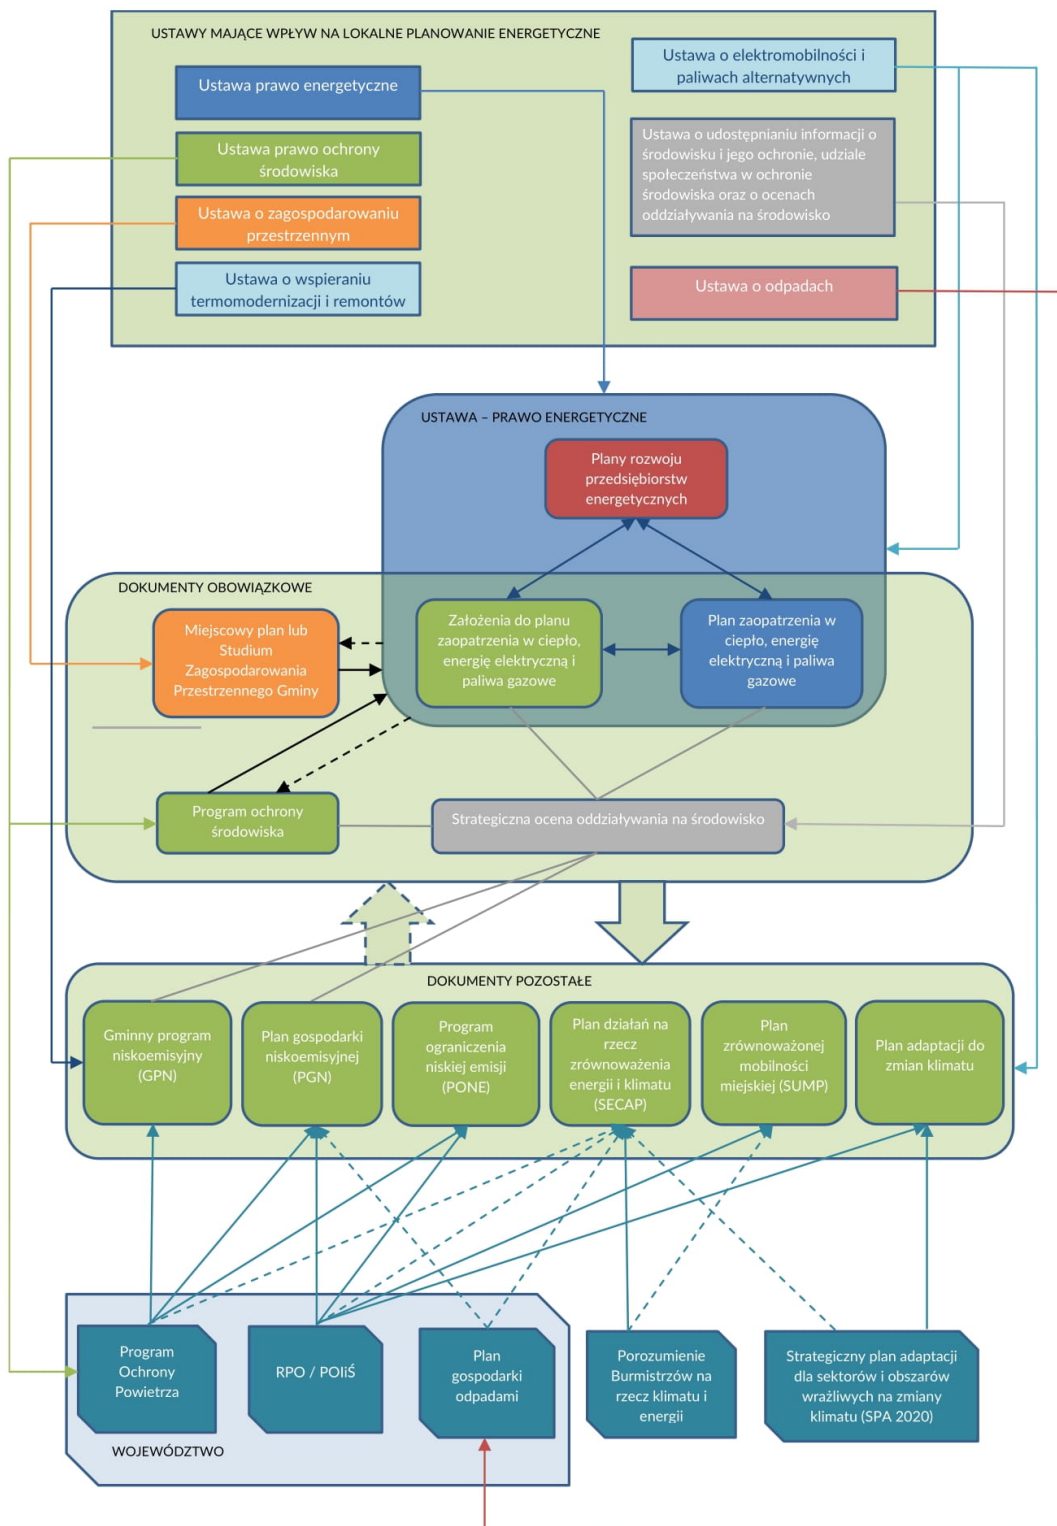 USTAWY MAJĄCE WPŁYW NA LOKALNE PLANOWANIE ENERGETYCZNE
Ustawa prawo energetyczne
Ustawa prawo ochrony
środowiska
Ustawa o zagospodarowaniu
przestrzennym
Ustawa o wspieraniu
termomodernizacji i remontów
Ustawa o elektromobilności i
paliwach alternatywnych
Ustawa o udostępnianiu informacji o
środowisku i jego ochronie, udziale
społeczeństwa w ochronie
środowiska oraz o ocenach
oddziaływania na środowisko
Ustawa o odpadach
USTAWA – PRAWO ENERGETYCZNE
Plany rozwoju
przedsiębiorstw
energetycznych
DOKUMENTY OBOWIĄZKOWE
Miejscowy plan lub
Studium
Zagospodarowania
Przestrzennego Gminy
Założenia do planu
zaopatrzenia w ciepło,
energię elektryczną i
paliwa gazowe
Plan zaopatrzenia w
ciepło, energię
elektryczną i paliwa
gazowe
Program ochrony
środowiska
Strategiczna ocena oddziaływania na środowisko
DOKUMENTY POZOSTAŁE
Gminny program
niskoemisyjny
(GPN)
Plan gospodarki
niskoemisyjnej
(PGN)
Program
ograniczenia
niskiej emisji
(PONE)
Plan działań na
rzecz
zrównoważenia
energii i klimatu
(SECAP)
Plan
zrównoważonej
mobilności
miejskiej (SUMP)
Plan adaptacji do
zmian klimatu
Program
Ochrony
Powietrza
RPO / POIiŚ
Plan
gospodarki
odpadami
Porozumienie
Burmistrzów na
rzecz klimatu i
energii
Strategiczny plan adaptacji
dla sektorów i obszarów
wrażliwych na zmiany
klimatu (SPA 2020)
WOJEWÓDZTWO